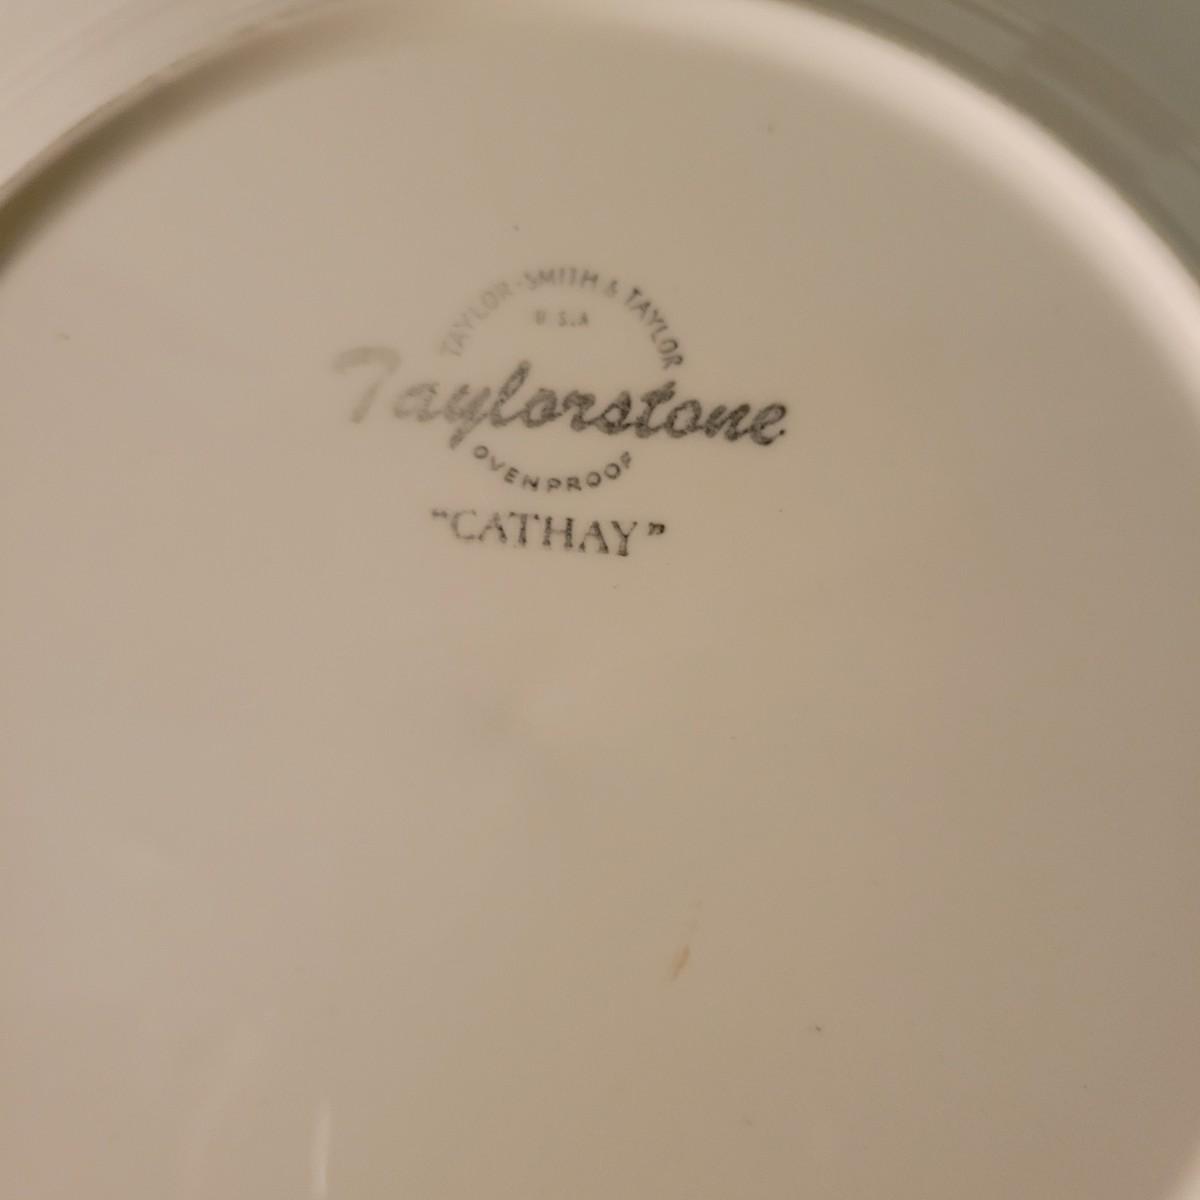 TAYLOR-SMITH & TAYLOR
U.S.A
Taylorstone
OVENPROOF
"CATHAY"